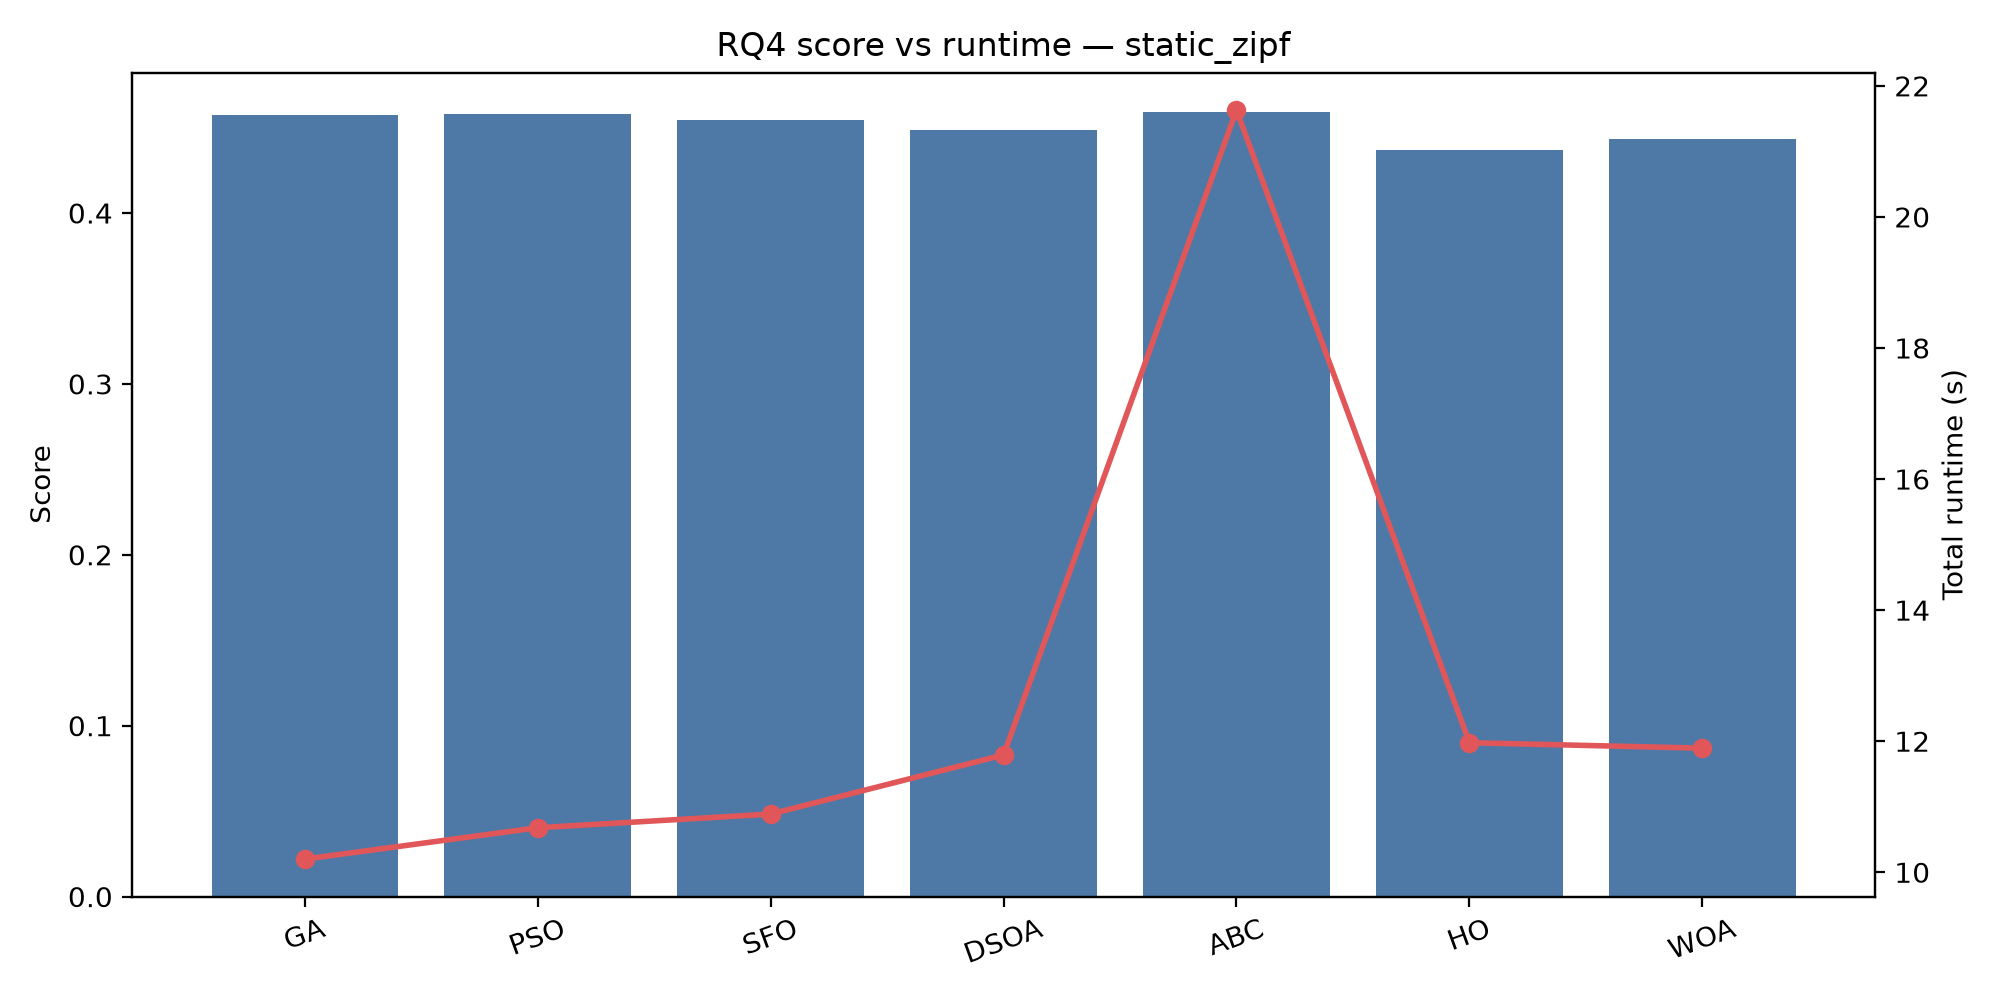 RQ4 score vs runtime — static_zipf
Score
0.4
0.3
0.2
0.1
0.0
22
20
18
16
14
12
10
Total runtime (s)
GA
PSO
SFO
DSOA
ABC
HO
WOA